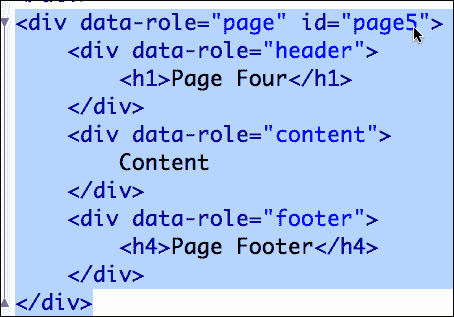 <div data-role="page" id="page5">
<div data-role="header">
<h1>Page Four</h1>
</div>
<div data-role="content">
Content
</div>
<div data-role="footer">
<h4>Page Footer</h4>
</div>
</div>